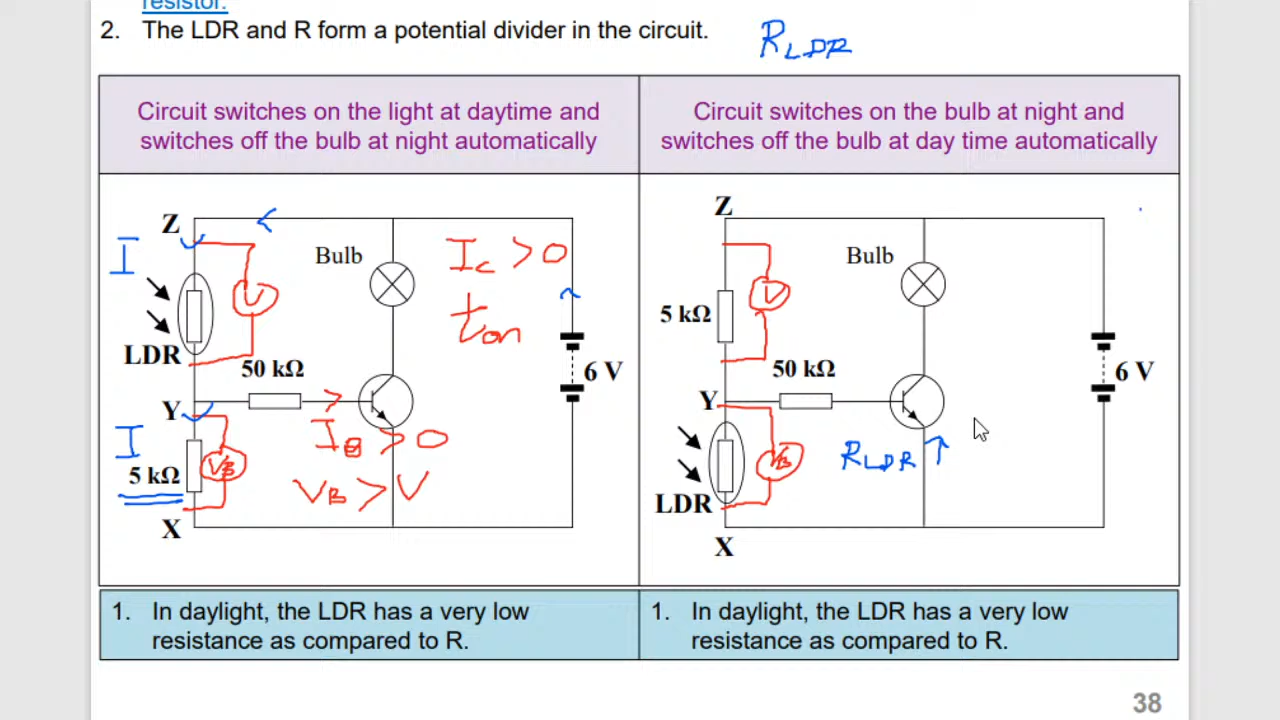 resistor.
2. The LDR and R form a potential divider in the circuit.
RLDR
Circuit switches on the light at daytime and
switches off the bulb at night automatically
Circuit switches on the bulb at night and
switches off the bulb at day time automatically
Z
I
Bulb
V
LDR
50 kΩ
Y
I
5 kΩ
VB
X
Ic > 0
ton
6 V
IB > 0
VB > V
Z
Bulb
5 kΩ
V
50 kΩ
Y
6 V
VB
RLDR ↑
LDR
X
1. In daylight, the LDR has a very low
resistance as compared to R.
1. In daylight, the LDR has a very low
resistance as compared to R.
38